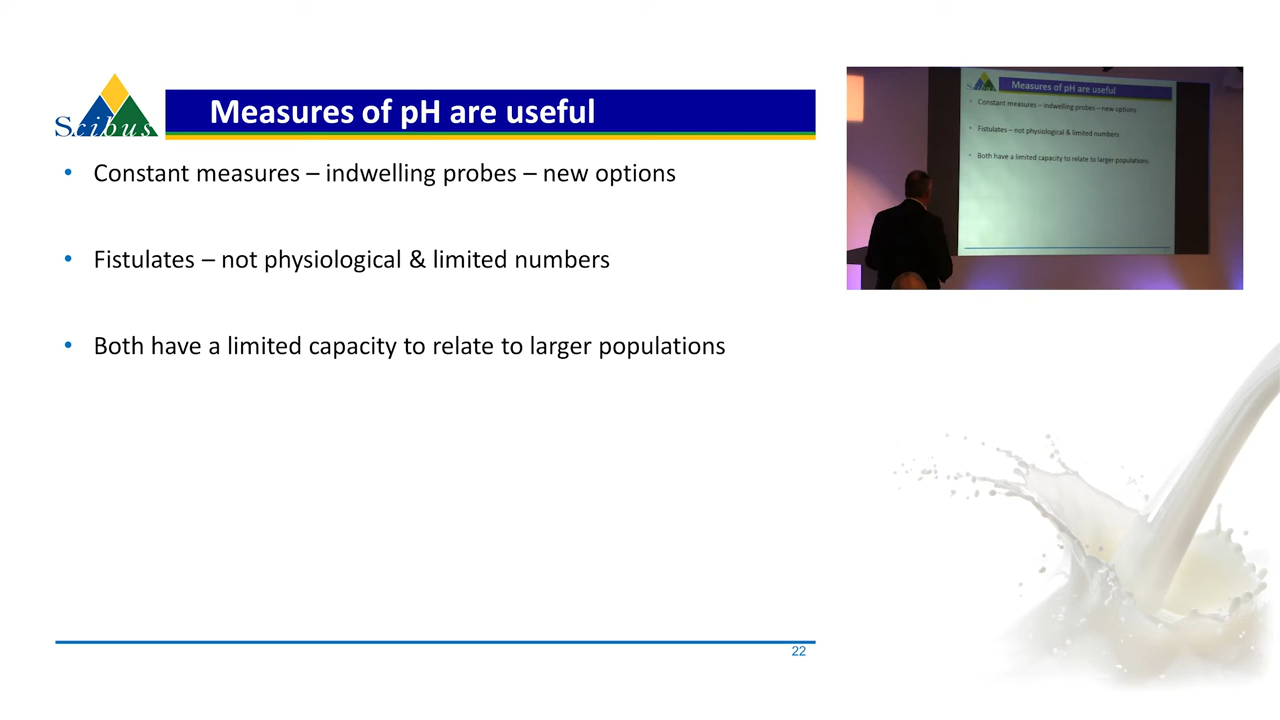 Scibus
Measures of pH are useful
• Constant measures – indwelling probes – new options
• Fistulates – not physiological & limited numbers
• Both have a limited capacity to relate to larger populations
22
Scibus
Measures of pH are useful
• Constant measures – indwelling probes – new options
• Fistulates – not physiological & limited numbers
• Both have a limited capacity to relate to larger populations